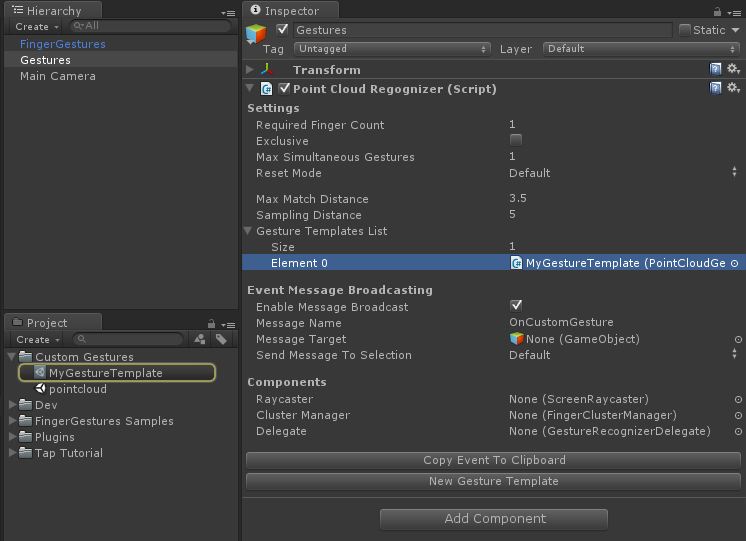 Hierarchy
Create All
FingerGestures
Gestures
Main Camera
Project
Create
Custom Gestures
MyGestureTemplate
pointcloud
Dev
FingerGestures Samples
Plugins
Tap Tutorial
Inspector
Gestures Static
Tag Untagged Layer Default
Transform
Point Cloud Regognizer (Script)
Settings
Required Finger Count 1
Exclusive
Max Simultaneous Gestures 1
Reset Mode Default
Max Match Distance 3.5
Sampling Distance 5
Gesture Templates List
Size 1
Element 0 MyGestureTemplate (PointCloudGe
Event Message Broadcasting
Enable Message Broadcast
Message Name OnCustomGesture
Message Target None (GameObject)
Send Message To Selection Default
Components
Raycaster None (ScreenRaycaster)
Cluster Manager None (FingerClusterManager)
Delegate None (GestureRecognizerDelegate)
Copy Event To Clipboard
New Gesture Template
Add Component